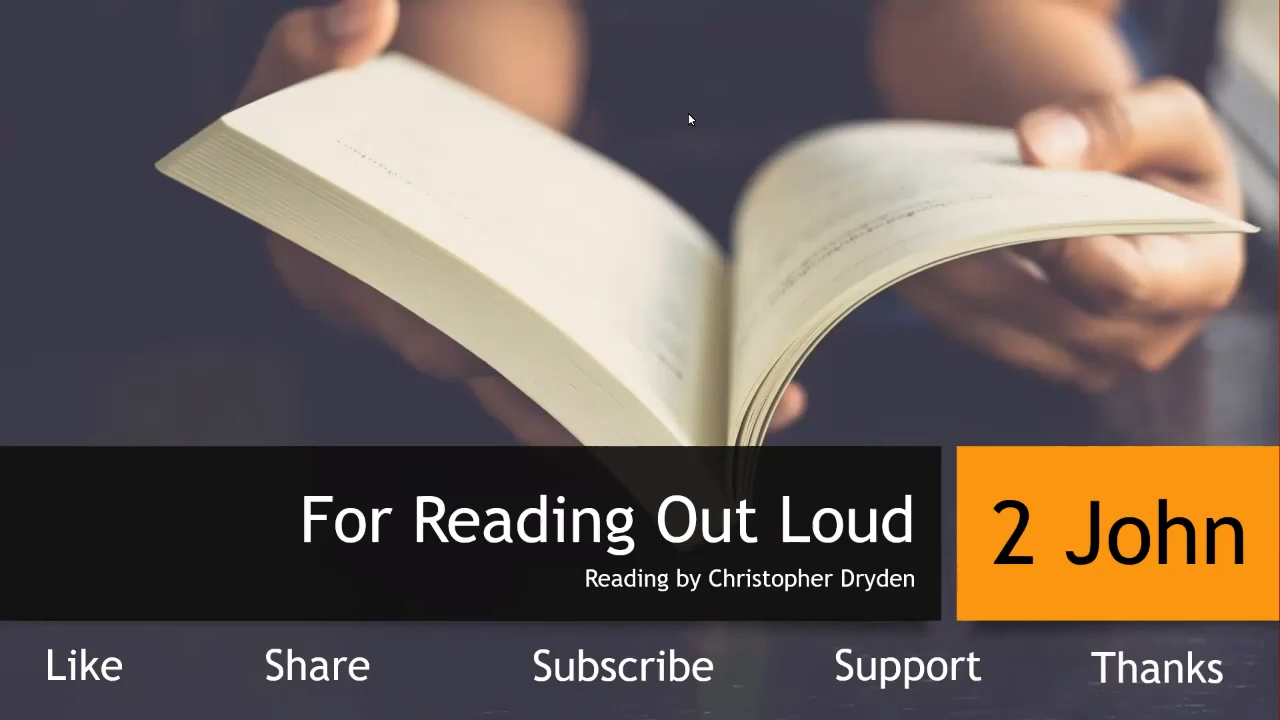 For Reading Out Loud
Reading by Christopher Dryden
2 John
Like Share Subscribe Support Thanks